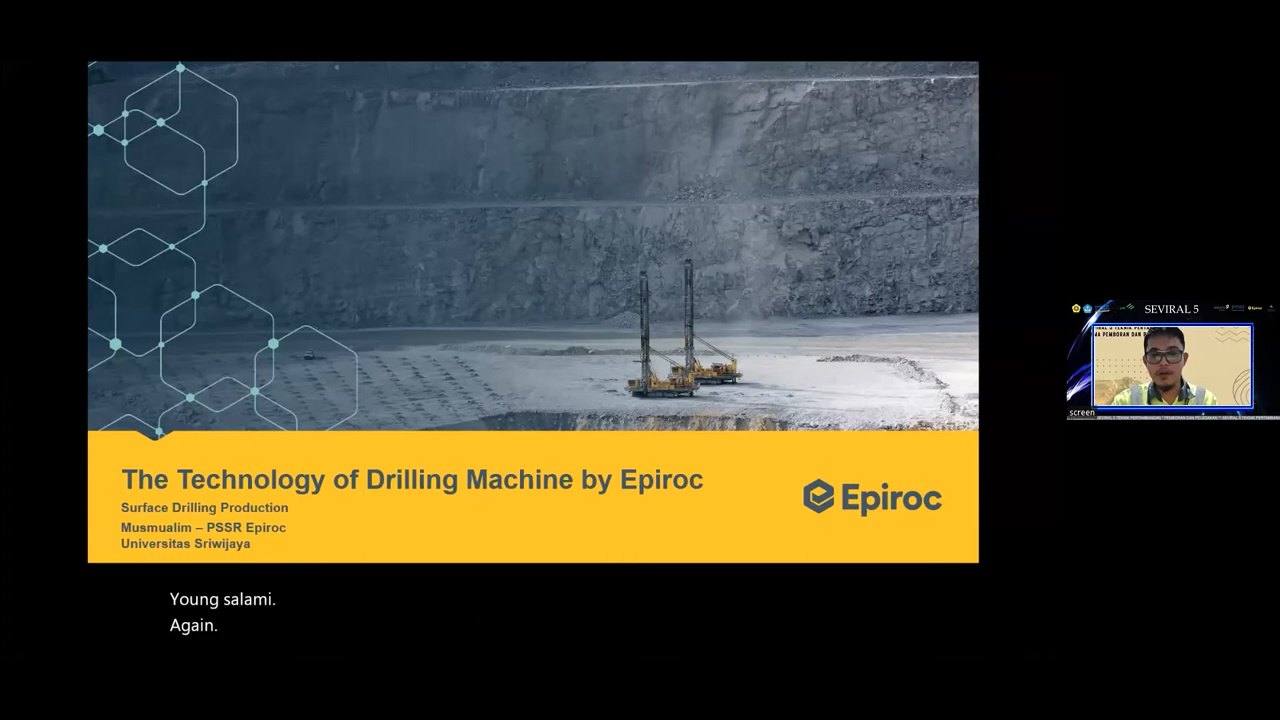 The Technology of Drilling Machine by Epiroc
Surface Drilling Production
Musmualim – PSSR Epiroc
Universitas Sriwijaya
Epiroc
Young salami.
Again.
SEVIRAL 5
screen